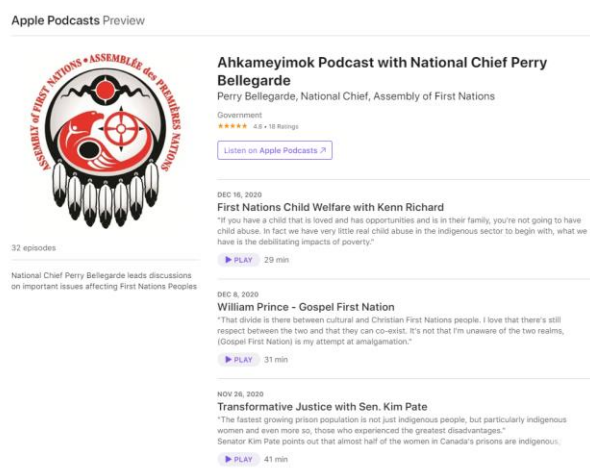 Apple Podcasts Preview
ASSEMBLY of FIRST NATIONS • ASSEMBLÉE des PREMIÈRES NATIONS
32 episodes
National Chief Perry Bellegarde leads discussions
on important issues affecting First Nations Peoples
Ahkameyimok Podcast with National Chief Perry
Bellegarde
Perry Bellegarde, National Chief, Assembly of First Nations
Government
★★★★★ 4.6 • 18 Ratings
Listen on Apple Podcasts ↗
DEC 16, 2020
First Nations Child Welfare with Kenn Richard
"If you have a child that is loved and has opportunities and is in their family, you're not going to have
child abuse. In fact we have very little real child abuse in the indigenous sector to begin with, what we
have is the debilitating impacts of poverty."
▶ PLAY 29 min
DEC 8, 2020
William Prince - Gospel First Nation
"That divide is there between cultural and Christian First Nations people. I love that there's still
respect between the two and that they can co-exist. It's not that I'm unaware of the two realms,
(Gospel First Nation) is my attempt at amalgamation."
▶ PLAY 31 min
NOV 26, 2020
Transformative Justice with Sen. Kim Pate
"The fastest growing prison population is not just indigenous people, but particularly indigenous
women and even more so, those who experienced the greatest disadvantages."
Senator Kim Pate points out that almost half of the women in Canada's prisons are indigenous,
▶ PLAY 41 min